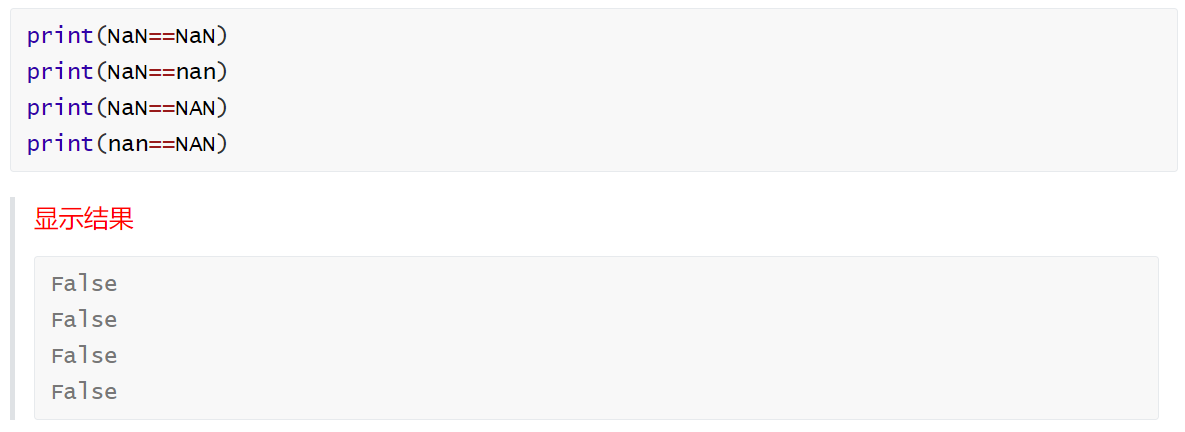 print(NaN==NaN)
print(NaN==nan)
print(NaN==NAN)
print(nan==NAN)
显示结果
False
False
False
False